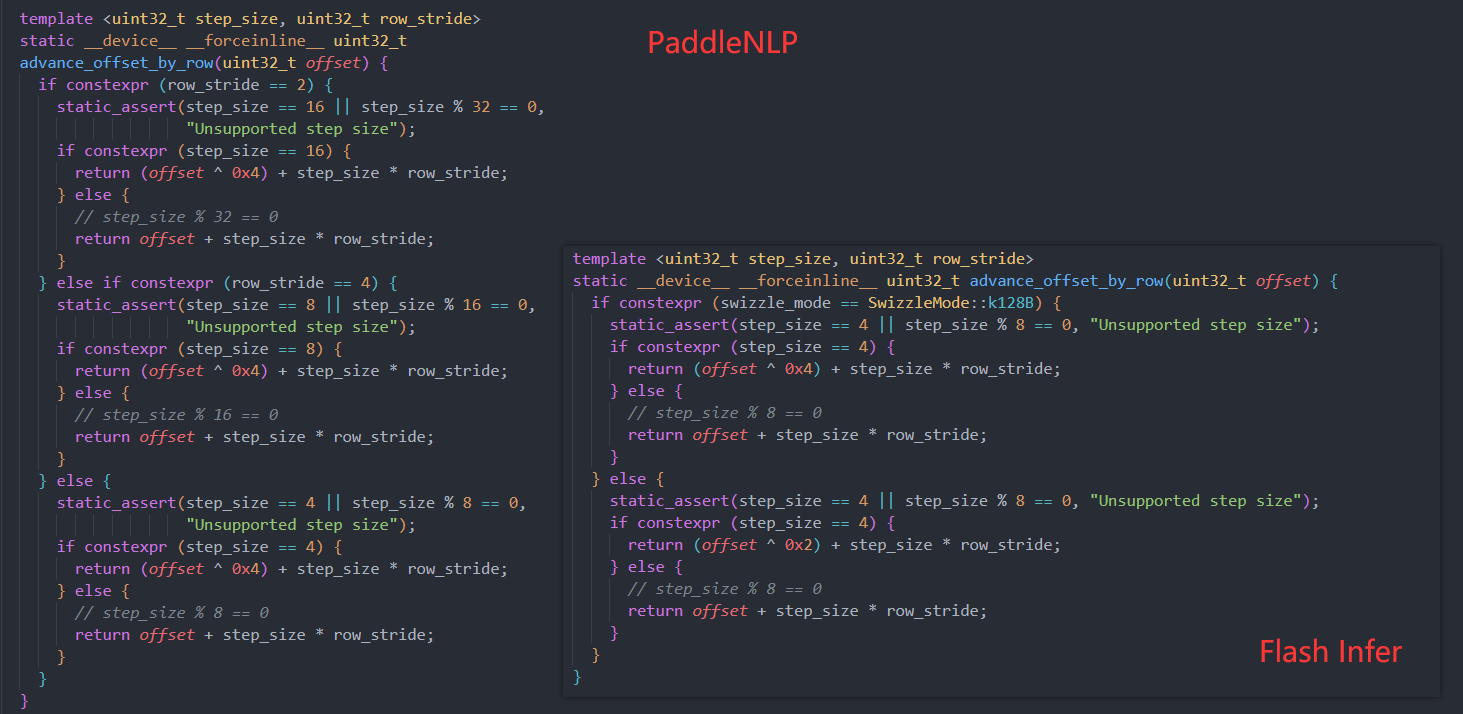 PaddleNLP
template <uint32_t step_size, uint32_t row_stride>
static __device__ __forceinline__ uint32_t
advance_offset_by_row(uint32_t offset) {
  if constexpr (row_stride == 2) {
    static_assert(step_size == 16 || step_size % 32 == 0,
                  "Unsupported step size");
    if constexpr (step_size == 16) {
      return (offset ^ 0x4) + step_size * row_stride;
    } else {
      // step_size % 32 == 0
      return offset + step_size * row_stride;
    }
  } else if constexpr (row_stride == 4) {
    static_assert(step_size == 8 || step_size % 16 == 0,
                  "Unsupported step size");
    if constexpr (step_size == 8) {
      return (offset ^ 0x4) + step_size * row_stride;
    } else {
      // step_size % 16 == 0
      return offset + step_size * row_stride;
    }
  } else {
    static_assert(step_size == 4 || step_size % 8 == 0,
                  "Unsupported step size");
    if constexpr (step_size == 4) {
      return (offset ^ 0x4) + step_size * row_stride;
    } else {
      // step_size % 8 == 0
      return offset + step_size * row_stride;
    }
  }
}
template <uint32_t step_size, uint32_t row_stride>
static __device__ __forceinline__ uint32_t advance_offset_by_row(uint32_t offset) {
  if constexpr (swizzle_mode == SwizzleMode::k128B) {
    static_assert(step_size == 4 || step_size % 8 == 0, "Unsupported step size");
    if constexpr (step_size == 4) {
      return (offset ^ 0x4) + step_size * row_stride;
    } else {
      // step_size % 8 == 0
      return offset + step_size * row_stride;
    }
  } else {
    static_assert(step_size == 4 || step_size % 8 == 0, "Unsupported step size");
    if constexpr (step_size == 4) {
      return (offset ^ 0x2) + step_size * row_stride;
    } else {
      // step_size % 8 == 0
      return offset + step_size * row_stride;
    }
  }
}
Flash Infer